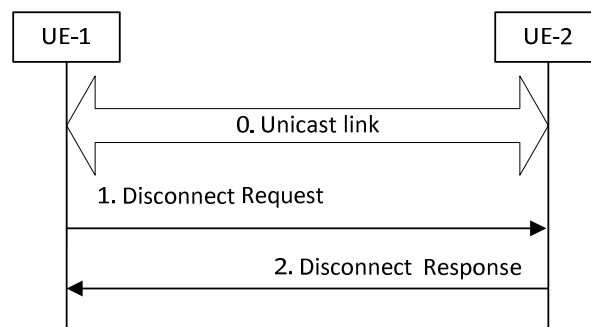 UE-1
UE-2
0. Unicast link
1. Disconnect Request
2. Disconnect Response